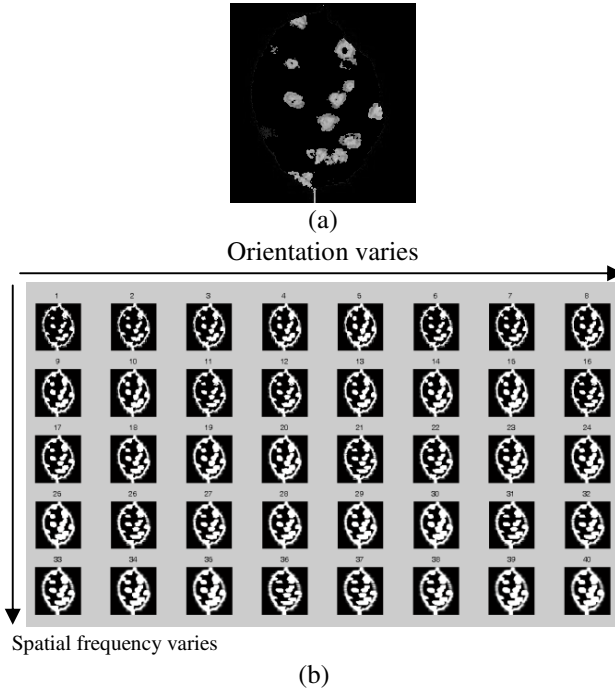 (a)
Orientation varies
1 2 3 4 5 6 7 8
9 10 11 12 13 14 15 16
17 18 19 20 21 22 23 24
25 26 27 28 29 30 31 32
33 34 35 36 37 38 39 40
Spatial frequency varies
(b)